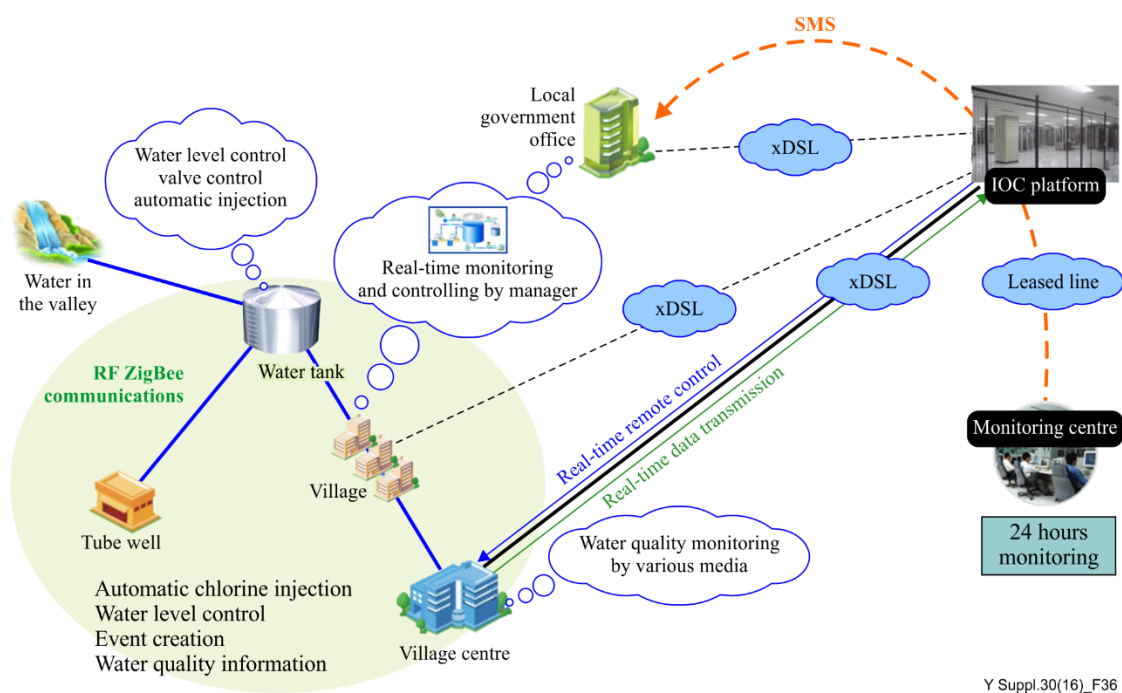 SMS
Local
government
office
xDSL
IOC platform
Water level control
valve control
automatic injection
Real-time monitoring
and controlling by manager
Water in
the valley
xDSL
xDSL
Leased line
RF ZigBee
communications
Water tank
Real-time remote control
Real-time data transmission
Monitoring centre
Village
Tube well
Water quality monitoring
by various media
24 hours
monitoring
Automatic chlorine injection
Water level control
Event creation
Water quality information
Village centre
Y Suppl.30(16)_F36